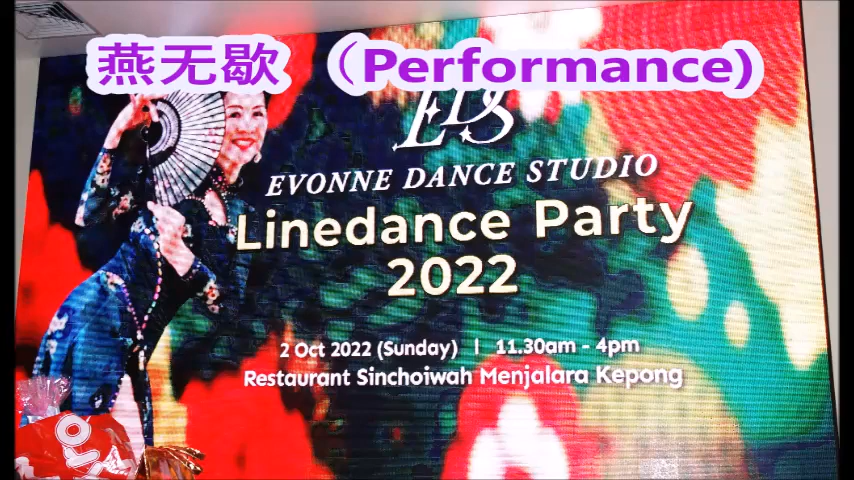 燕无歇 （Performance)
EDS
EVONNE DANCE STUDIO
Linedance Party
2022
2 Oct 2022 (Sunday) | 11.30am - 4pm
Restaurant Sinchoiwah Menjalara Kepong